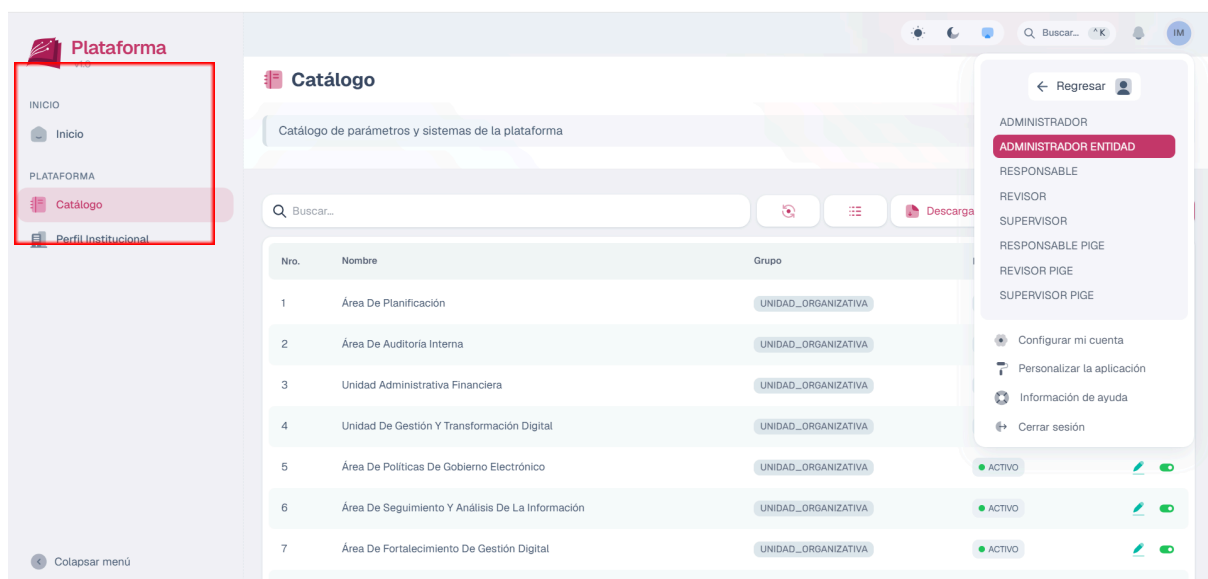 Plataforma
v1.0
INICIO
Inicio
PLATAFORMA
Catálogo
Perfil Institucional
Colapsar menú
Buscar... ^K
IM
Catálogo
Catálogo de parámetros y sistemas de la plataforma
Buscar...
Descarga
Nro. Nombre Grupo
1 Área De Planificación UNIDAD_ORGANIZATIVA
2 Área De Auditoría Interna UNIDAD_ORGANIZATIVA
3 Unidad Administrativa Financiera UNIDAD_ORGANIZATIVA
4 Unidad De Gestión Y Transformación Digital UNIDAD_ORGANIZATIVA
5 Área De Políticas De Gobierno Electrónico UNIDAD_ORGANIZATIVA ACTIVO
6 Área De Seguimiento Y Análisis De La Información UNIDAD_ORGANIZATIVA ACTIVO
7 Área De Fortalecimiento De Gestión Digital UNIDAD_ORGANIZATIVA ACTIVO
Regresar
ADMINISTRADOR
ADMINISTRADOR ENTIDAD
RESPONSABLE
REVISOR
SUPERVISOR
RESPONSABLE PIGE
REVISOR PIGE
SUPERVISOR PIGE
Configurar mi cuenta
Personalizar la aplicación
Información de ayuda
Cerrar sesión